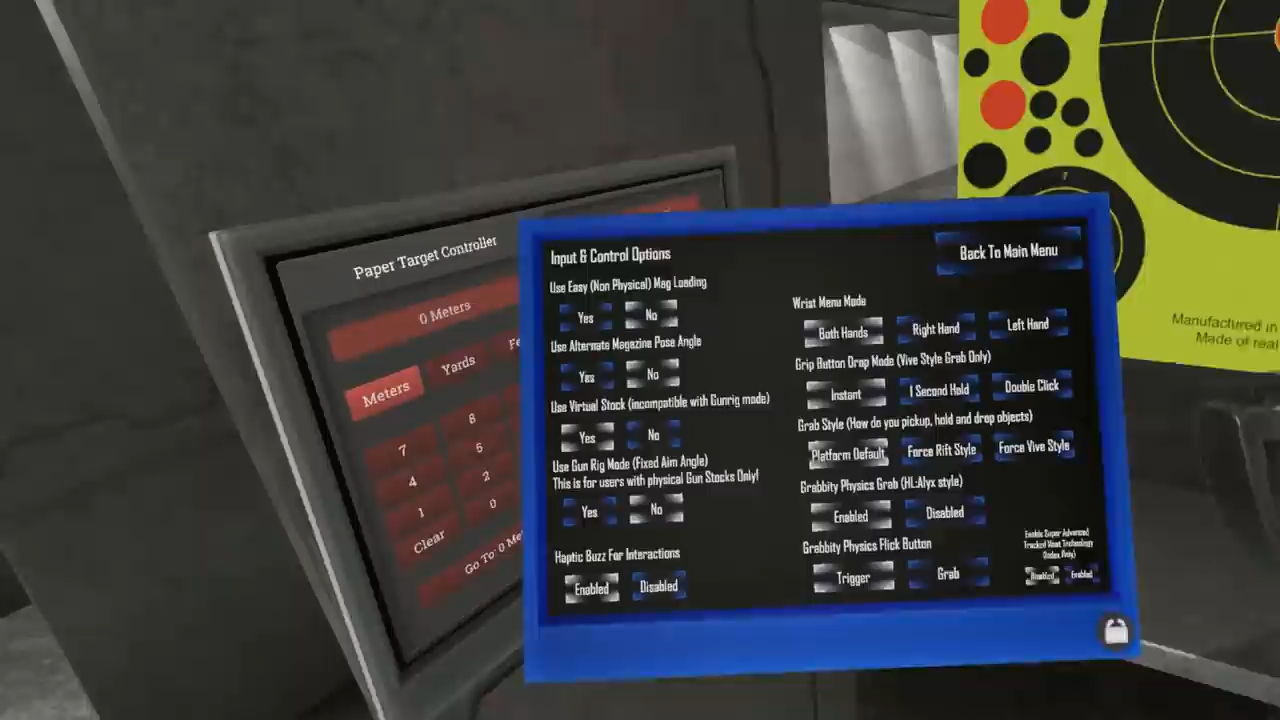 Paper Target Controller
0 Meters
Meters
Yards
7
8
4
5
1
2
Clear
0
Input & Control Options
Back To Main Menu
Use Easy (Non Physical) Mag Loading
Yes No
Use Alternate Magazine Pose Angle
Yes No
Use Virtual Stock (incompatible with Gunrig mode)
Yes No
Use Gun Rig Mode (Fixed Aim Angle)
This is for users with physical Gun Stocks Only!
Yes No
Haptic Buzz For Interactions
Enabled Disabled
Wrist Menu Mode
Both Hands Right Hand Left Hand
Grip Button Drop Mode (Vive Style Grab Only)
Instant 1 Second Hold Double Click
Grab Style (How do you pickup, hold and drop objects)
Platform Default Force Rift Style Force Vive Style
Grabbity Physics Grab (HL:Alyx style)
Enabled Disabled
Grabbity Physics Flick Button
Trigger Grab
Enable Super Advanced
Disabled Enabled
7
Manufactured in
Made of real